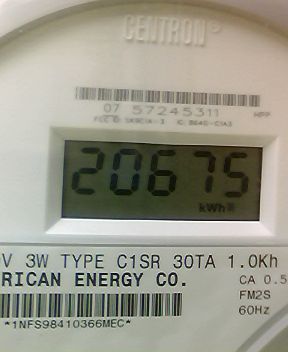 CENTRON®
07 57245311
HPP
20675
kWh
V 3W TYPE C1SR 30TA 1.0Kh
RICAN ENERGY CO.
CA 0.5
FM2S
60Hz
*1NFS98410366MEC*